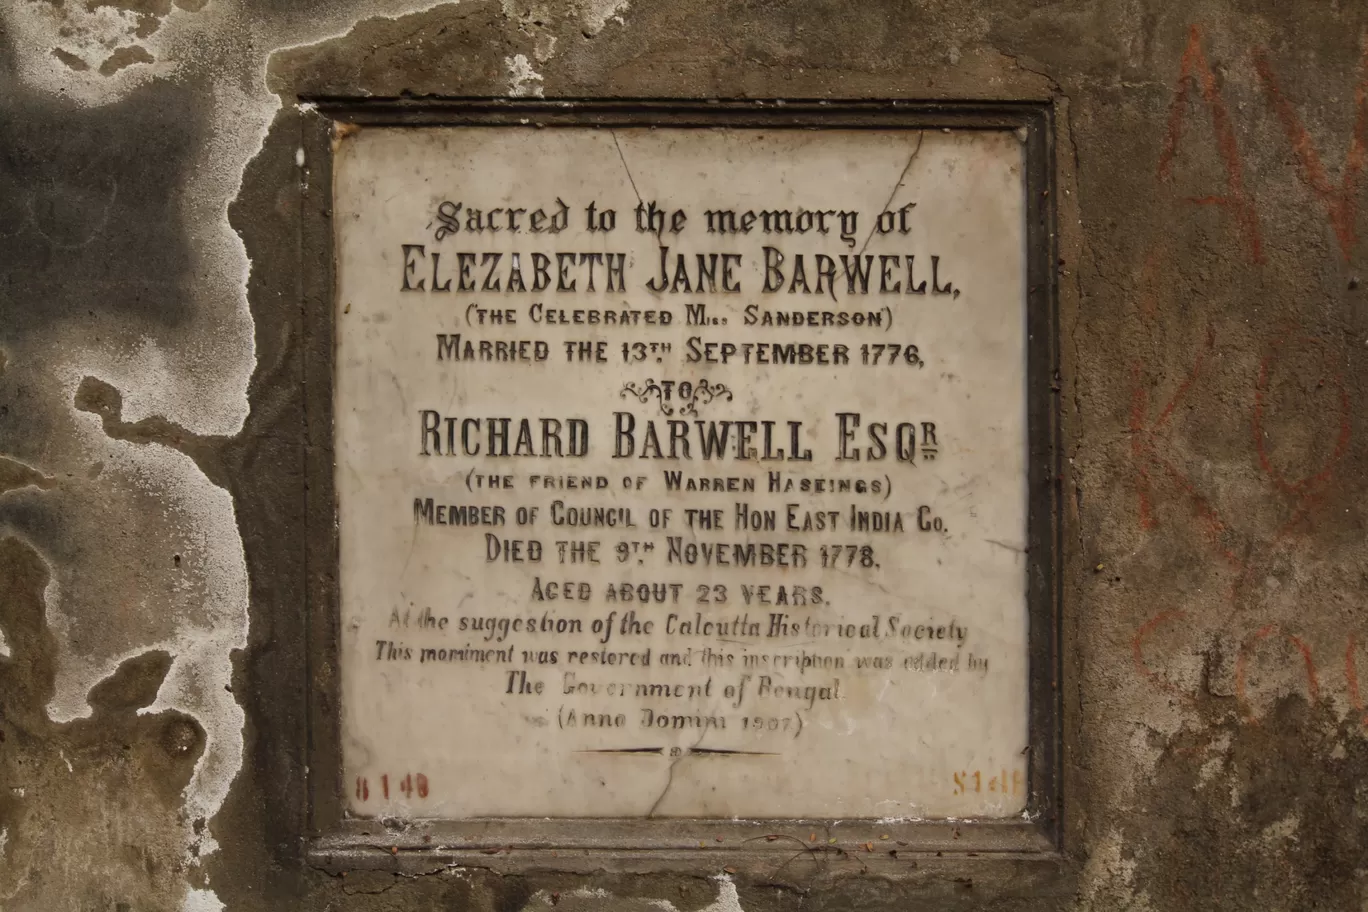 Sacred to the memory of
ELEZABETH JANE BARWELL,
(THE CELEBRATED M... SANDERSON)
MARRIED THE 13TH SEPTEMBER 1776,
TO
RICHARD BARWELL ESQR
(THE FRIEND OF WARREN HASEINGS)
MEMBER OF COUNCIL OF THE HON EAST INDIA CO.
DIED THE 9TH NOVEMBER 1778.
AGED ABOUT 23 YEARS.
At the suggestion of the Calcutta Historical Society
This momiment was restored and this inscription was added by
The Government of Bengal
(Anno Domini 1907)